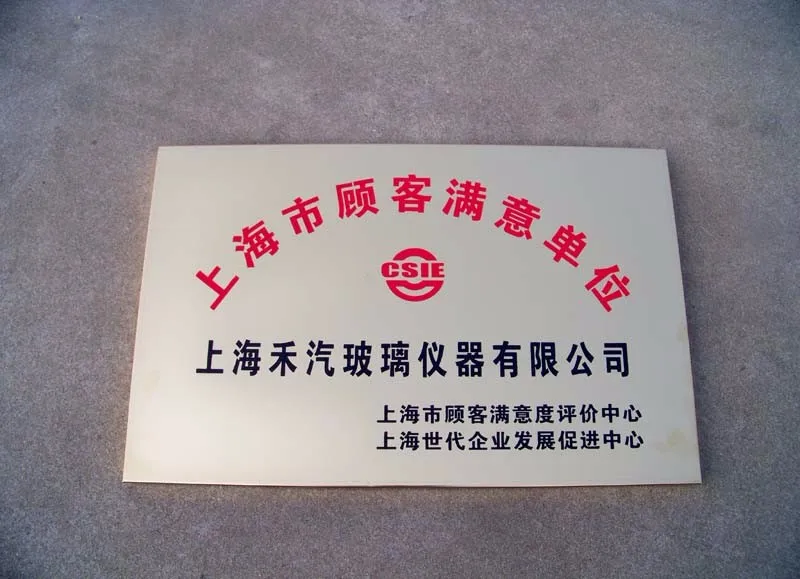 上海市顾客满意单位
CSIE
上海禾汽玻璃仪器有限公司
上海市顾客满意度评价中心
上海世代企业发展促进中心